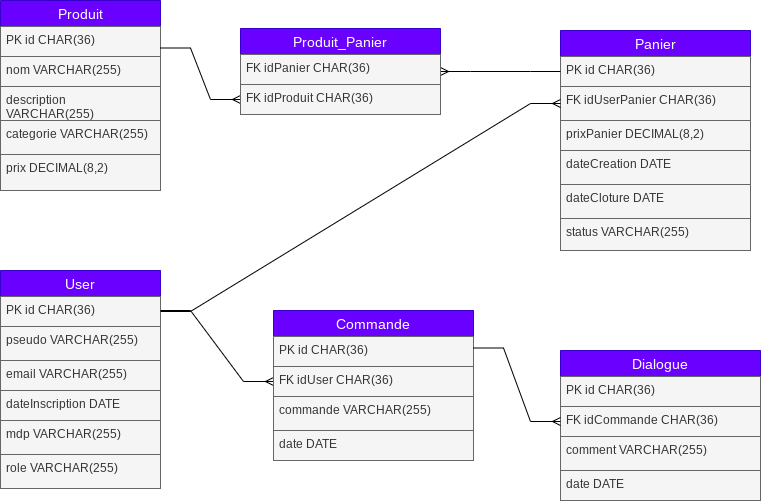 Produit
PK id CHAR(36)
nom VARCHAR(255)
description
VARCHAR(255)
categorie VARCHAR(255)
prix DECIMAL(8,2)
Produit_Panier
FK idPanier CHAR(36)
FK idProduit CHAR(36)
Panier
PK id CHAR(36)
FK idUserPanier CHAR(36)
prixPanier DECIMAL(8,2)
dateCreation DATE
dateCloture DATE
status VARCHAR(255)
User
PK id CHAR(36)
pseudo VARCHAR(255)
email VARCHAR(255)
dateInscription DATE
mdp VARCHAR(255)
role VARCHAR(255)
Commande
PK id CHAR(36)
FK idUser CHAR(36)
commande VARCHAR(255)
date DATE
Dialogue
PK id CHAR(36)
FK idCommande CHAR(36)
comment VARCHAR(255)
date DATE